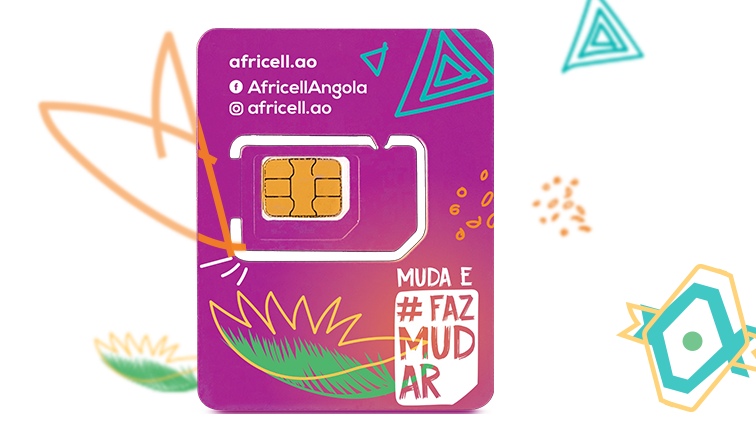 africell.ao
AfricellAngola
africell.ao
MUDA E
# FAZ
MUD
AR